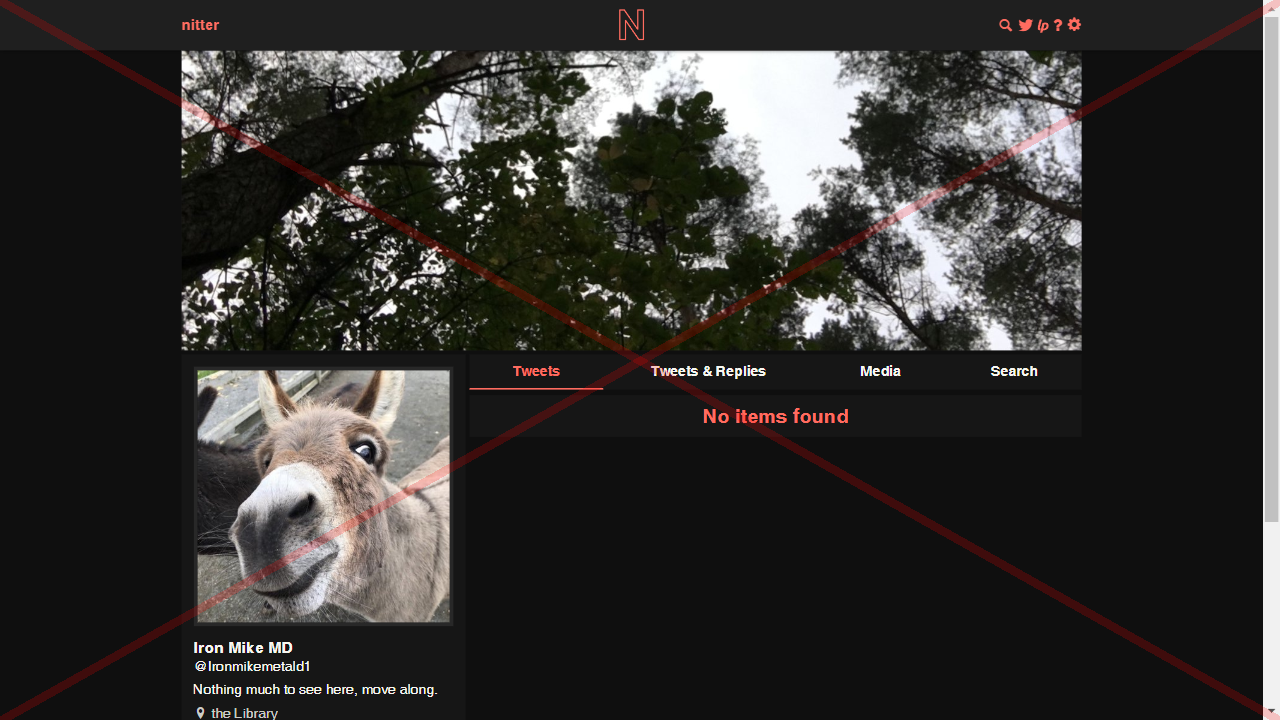 nitter
N
lp ?
Tweets
Tweets & Replies
Media
Search
No items found
Iron Mike MD
@Ironmikemetald1
Nothing much to see here, move along.
the Library